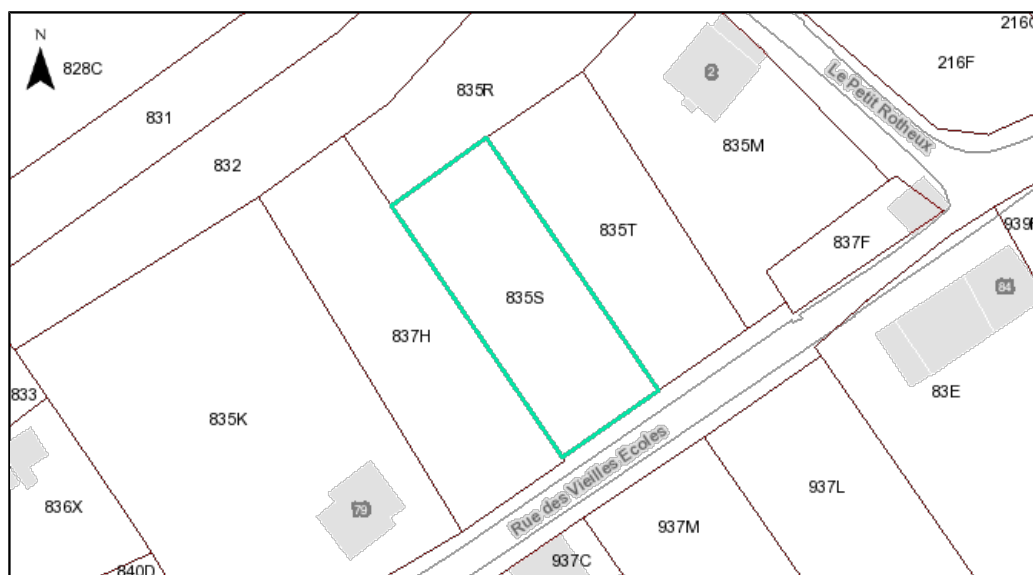 N
828C
831
832
835R
2
Le Petit Rotheux
216F
835M
835T
837F
835S
837H
84
83E
833
835K
Rue des Vieilles Ecoles
937L
79
836X
937M
937C
840D